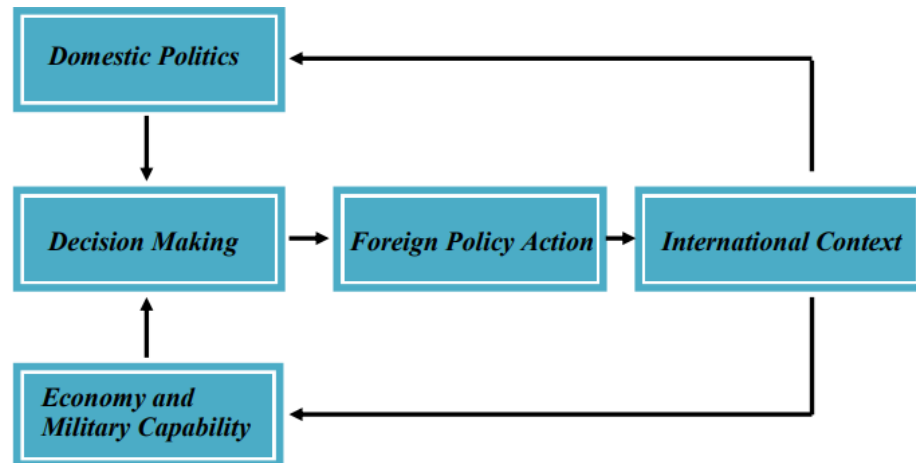 Domestic Politics
Decision Making
Foreign Policy Action
International Context
Economy and
Military Capability